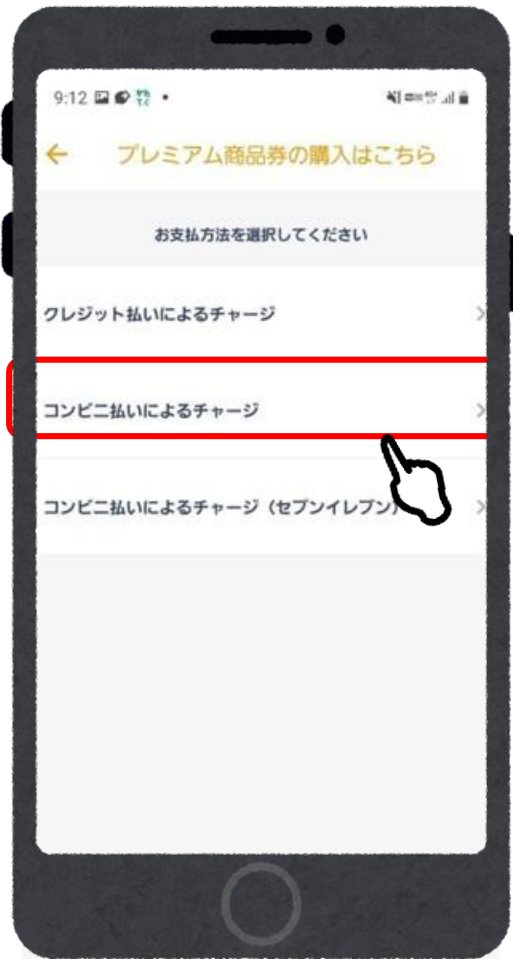 9:12
プレミアム商品券の購入はこちら
お支払方法を選択してください
クレジット払いによるチャージ
コンビニ払いによるチャージ
コンビニ払いによるチャージ（セブンイレブン）